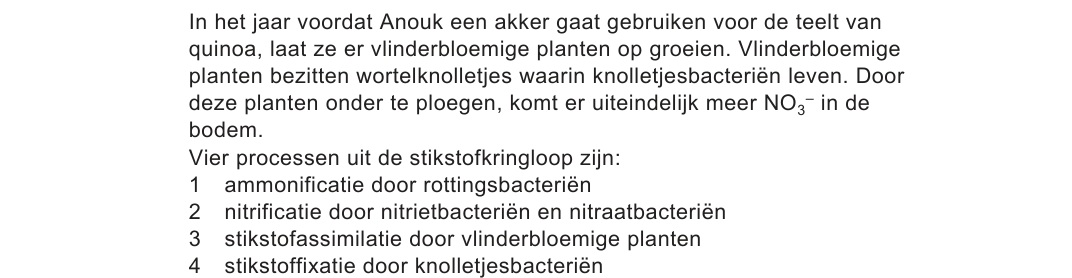 In het jaar voordat Anouk een akker gaat gebruiken voor de teelt van
quinoa, laat ze er vlinderbloemige planten op groeien. Vlinderbloemige
planten bezitten wortelknolletjes waarin knolletjesbacteriën leven. Door
deze planten onder te ploegen, komt er uiteindelijk meer NO₃⁻ in de
bodem.
Vier processen uit de stikstofkringloop zijn:
1 ammonificatie door rottingsbacteriën
2 nitrificatie door nitrietbacteriën en nitraatbacteriën
3 stikstofassimilatie door vlinderbloemige planten
4 stikstoffixatie door knolletjesbacteriën